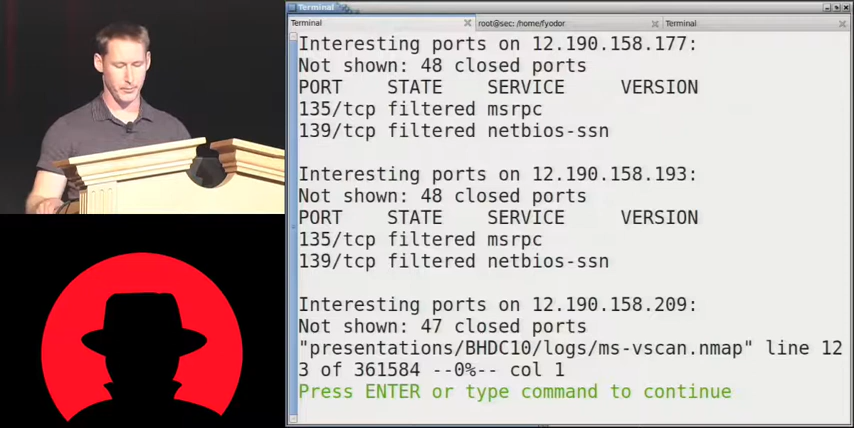 Terminal
Terminal
root@sec: /home/fyodor
Terminal
Interesting ports on 12.190.158.177:
Not shown: 48 closed ports
PORT STATE SERVICE VERSION
135/tcp filtered msrpc
139/tcp filtered netbios-ssn
Interesting ports on 12.190.158.193:
Not shown: 48 closed ports
PORT STATE SERVICE VERSION
135/tcp filtered msrpc
139/tcp filtered netbios-ssn
Interesting ports on 12.190.158.209:
Not shown: 47 closed ports
"presentations/BHDC10/logs/ms-vscan.nmap" line 12
3 of 361584 --0%-- col 1
Press ENTER or type command to continue